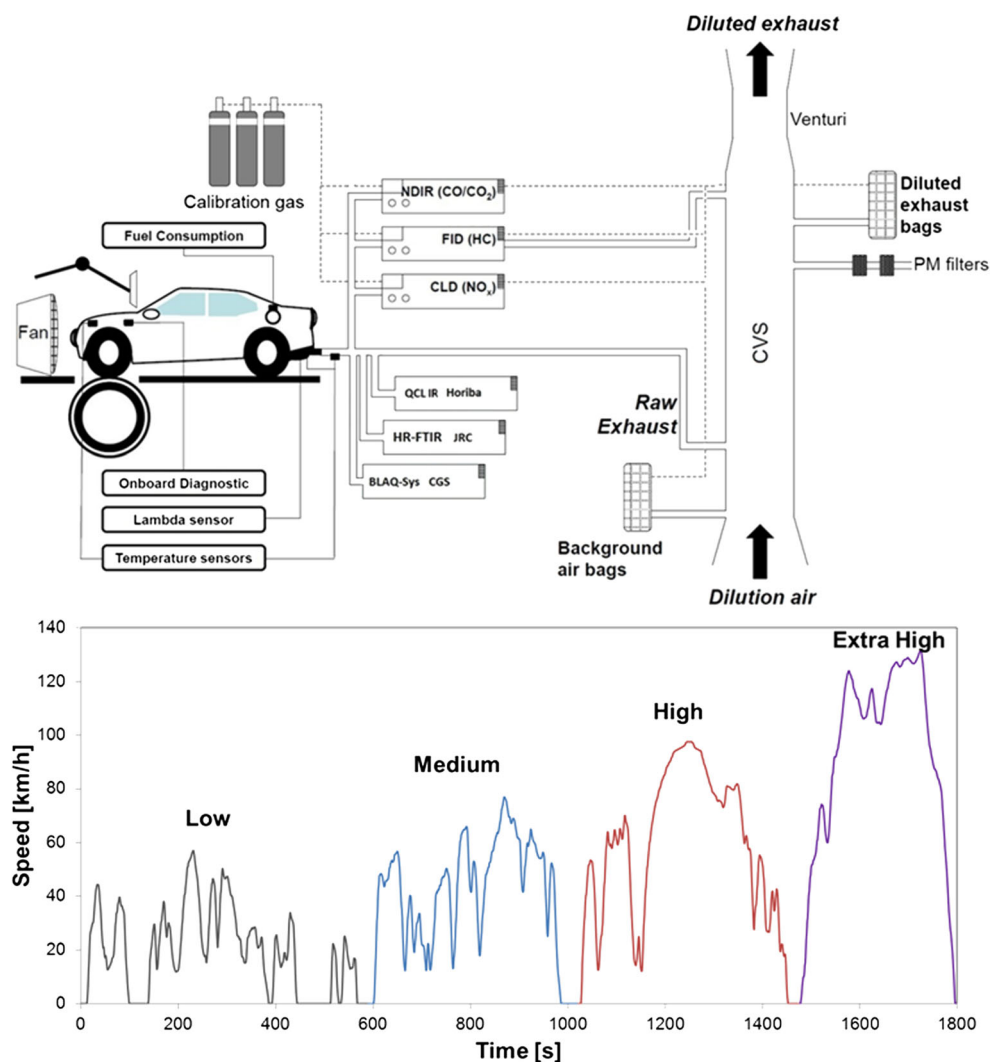 Diluted exhaust
Venturi
Calibration gas
NDIR (CO/CO₂)
Diluted
exhaust
bags
Fuel Consumption
FID (HC)
PM filters
CLD (NOₓ)
Fan
CVS
QCL IR Horiba
Raw
Exhaust
HR-FTIR JRC
Onboard Diagnostic
BLAQ-Sys CGS
Lambda sensor
Temperature sensors
Background
air bags
Dilution air
140
120
100
80
60
40
20
0
Speed [km/h]
Low
Medium
High
Extra High
0 200 400 600 800 1000 1200 1400 1600 1800
Time [s]